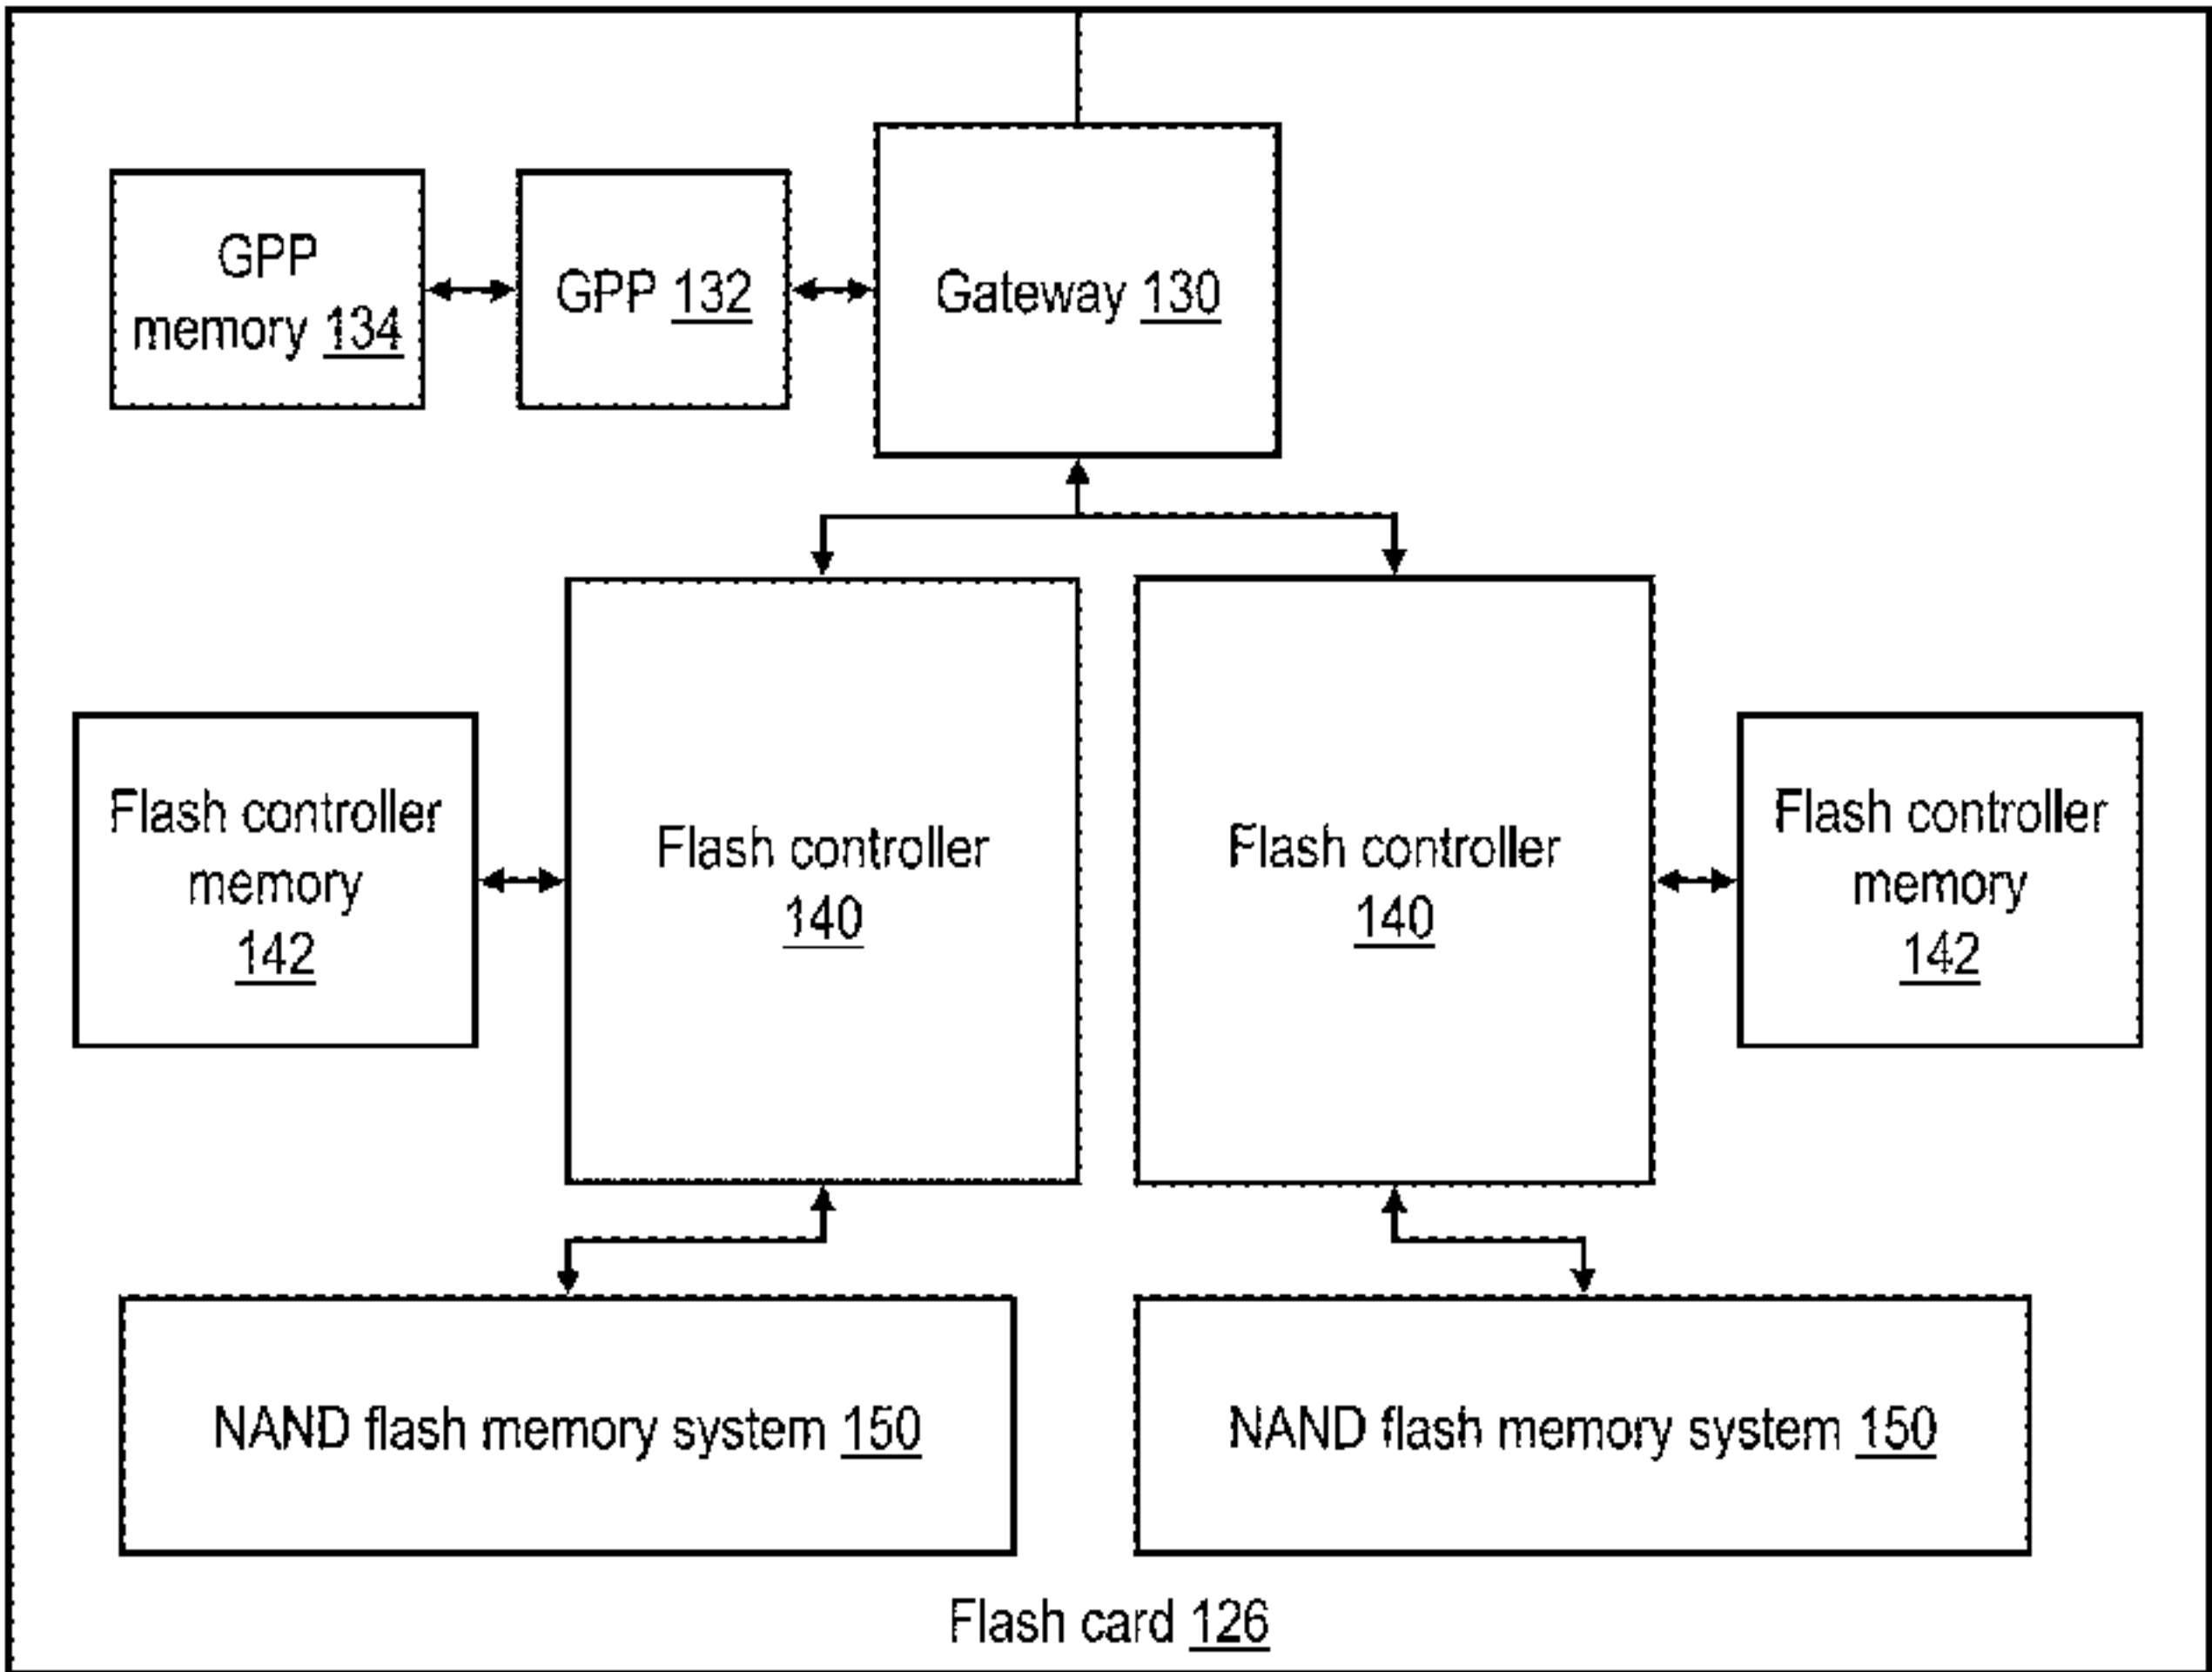 GPP
memory 134
GPP 132
Gateway 130
Flash controller
memory
142
Flash controller
140
Flash controller
140
Flash controller
memory
142
NAND flash memory system 150
NAND flash memory system 150
Flash card 126